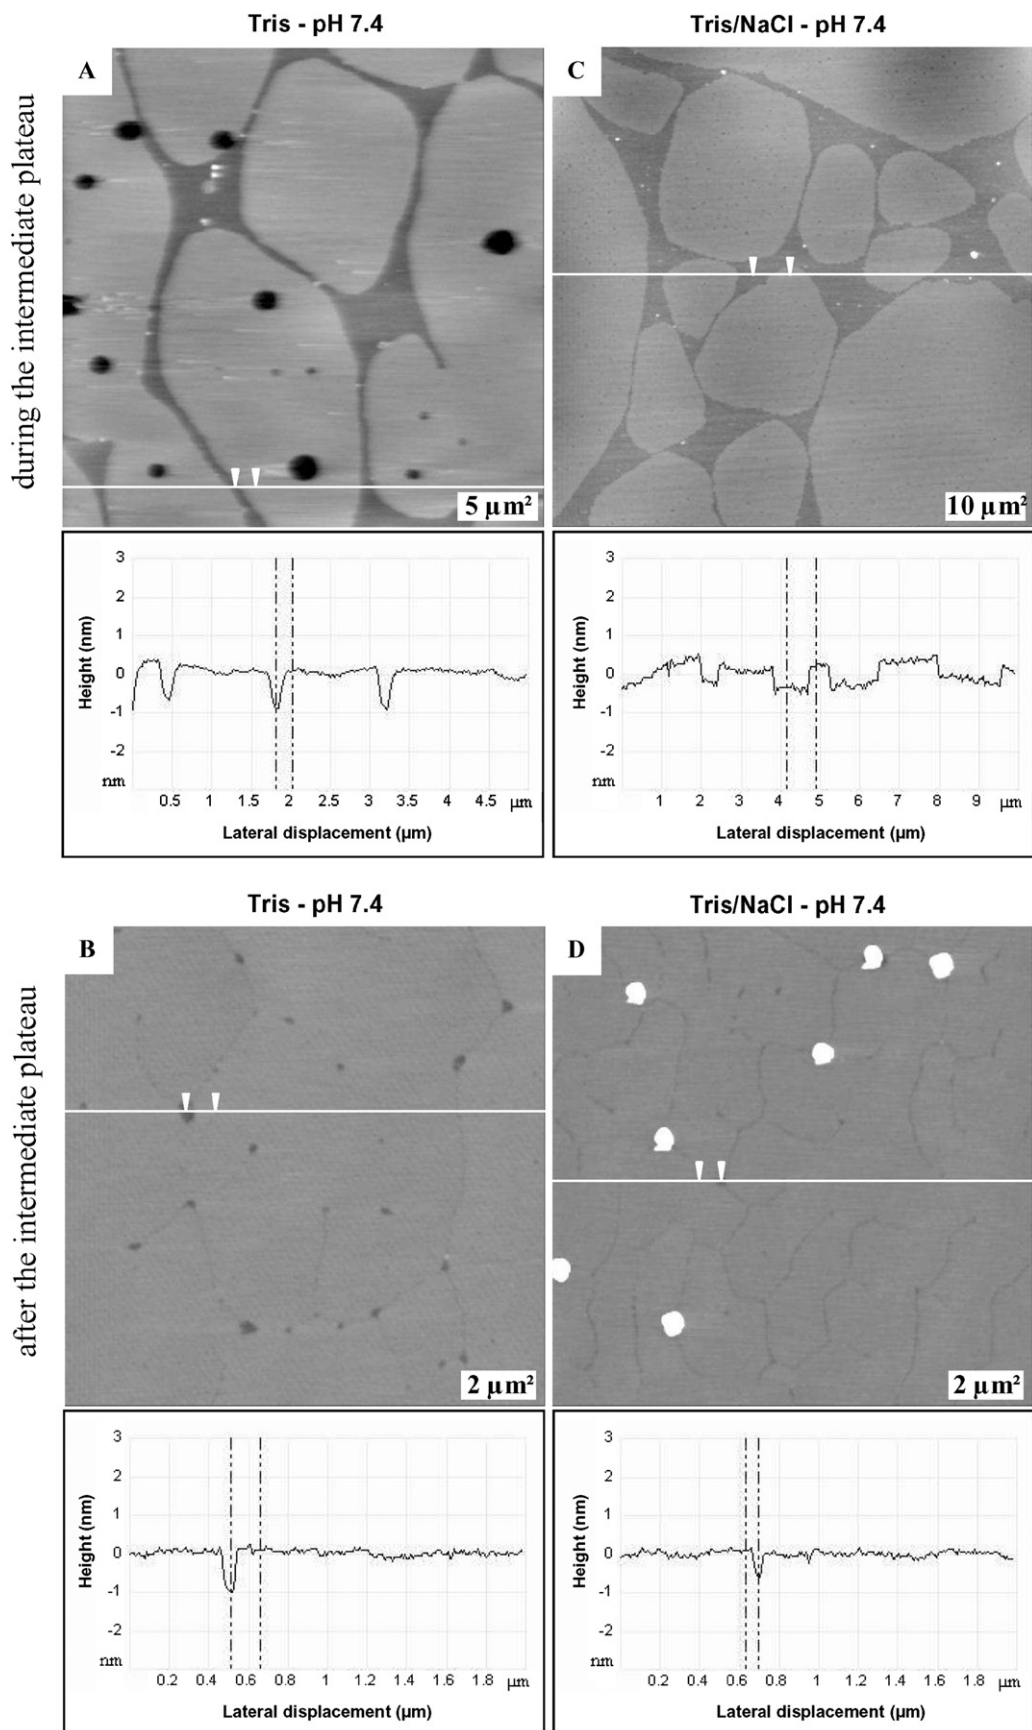 Tris - pH 7.4
Tris/NaCl - pH 7.4
during the intermediate plateau
A
5 µm²
C
10 µm²
Height (nm)
3
2
1
0
-1
-2
nm
0.5 1 1.5 2 2.5 3 3.5 4 4.5 µm
Lateral displacement (µm)
Height (nm)
3
2
1
0
-1
-2
nm
1 2 3 4 5 6 7 8 9 µm
Lateral displacement (µm)
Tris - pH 7.4
Tris/NaCl - pH 7.4
after the intermediate plateau
B
2 µm²
D
2 µm²
Height (nm)
3
2
1
0
-1
-2
nm
0.2 0.4 0.6 0.8 1 1.2 1.4 1.6 1.8 µm
Lateral displacement (µm)
Height (nm)
3
2
1
0
-1
-2
nm
0.2 0.4 0.6 0.8 1 1.2 1.4 1.6 1.8 µm
Lateral displacement (µm)